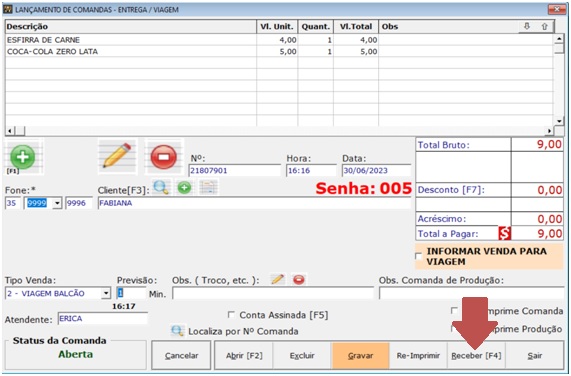 LANÇAMENTO DE COMANDAS - ENTREGA / VIAGEM
Descrição Vl. Unit. Quant. Vl.Total Obs
ESFIRRA DE CARNE 4,00 1 4,00
COCA-COLA ZERO LATA 5,00 1 5,00
Total Bruto: 9,00
[F1]
Nº: Hora: Data:
21807901 16:16 30/06/2023
Fone:* Cliente[F3]: Senha: 005
Desconto [F7]: 0,00
35 9999 9996 FABIANA
Acréscimo: 0,00
Total a Pagar: $ 9,00
INFORMAR VENDA PARA
VIAGEM
Tipo Venda: Previsão: Obs. ( Troco, etc. ): Obs. Comanda de Produção:
2 - VIAGEM BALCÃO 1 Min.
16:17
Atendente: ERICA
Conta Assinada [F5]
Localiza por Nº Comanda
Comanda
Produção
Status da Comanda
Aberta
Cancelar Abrir [F2] Excluir Gravar Re-Imprimir Receber [F4] Sair